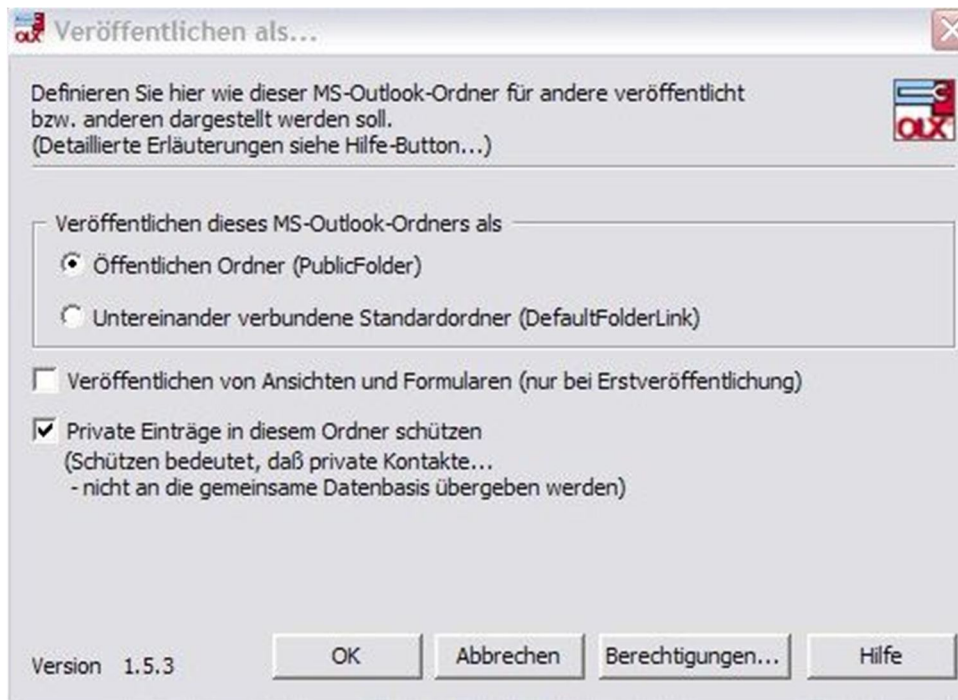 OLX
Veröffentlichen als...
Definieren Sie hier wie dieser MS-Outlook-Ordner für andere veröffentlicht
bzw. anderen dargestellt werden soll.
(Detaillierte Erläuterungen siehe Hilfe-Button...)
OLX
Veröffentlichen dieses MS-Outlook-Ordners als
Öffentlichen Ordner (PublicFolder)
Untereinander verbundene Standardordner (DefaultFolderLink)
Veröffentlichen von Ansichten und Formularen (nur bei Erstveröffentlichung)
Private Einträge in diesem Ordner schützen
(Schützen bedeutet, daß private Kontakte...
- nicht an die gemeinsame Datenbasis übergeben werden)
Version 1.5.3
OK
Abbrechen
Berechtigungen...
Hilfe